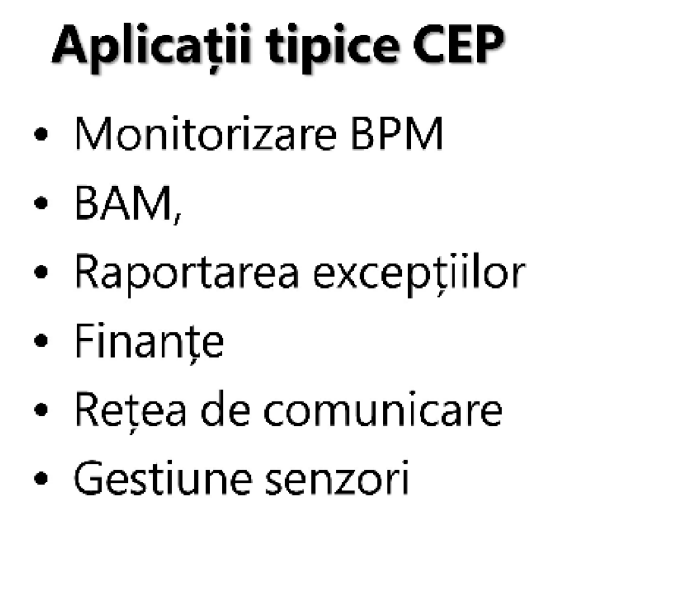 Aplicații tipice CEP
• Monitorizare BPM
• BAM,
• Raportarea excepțiilor
• Finanțe
• Rețea de comunicare
• Gestiune senzori